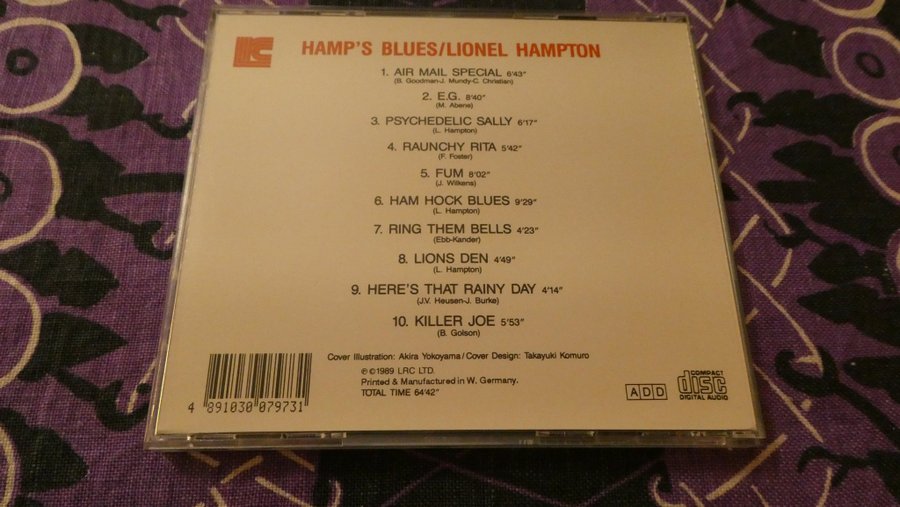 LRC HAMP'S BLUES/LIONEL HAMPTON
1. AIR MAIL SPECIAL 6'43"
(B. Goodman-J. Mundy-C. Christian)
2. E.G. 8'40"
(M. Abene)
3. PSYCHEDELIC SALLY 6'17"
(L. Hampton)
4. RAUNCHY RITA 5'42"
(F. Foster)
5. FUM 8'02"
(J. Wilkens)
6. HAM HOCK BLUES 9'29"
(L. Hampton)
7. RING THEM BELLS 4'23"
(Ebb-Kander)
8. LIONS DEN 4'49"
(L. Hampton)
9. HERE'S THAT RAINY DAY 4'14"
(J.V. Heusen-J. Burke)
10. KILLER JOE 5'53"
(B. Golson)
Cover Illustration: Akira Yokoyama/Cover Design: Takayuki Komuro
℗©1989 LRC LTD.
Printed & Manufactured in W. Germany.
TOTAL TIME 64'42"
4 891030 079731
ADD
COMPACT
disc
DIGITAL AUDIO